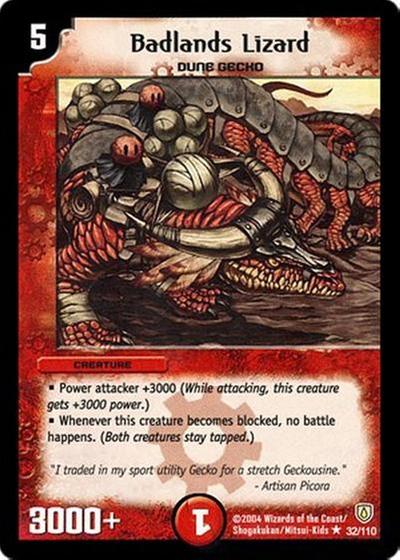 5
Badlands Lizard
DUNE GECKO
CREATURE
▪ Power attacker +3000 (While attacking, this creature
gets +3000 power.)
▪ Whenever this creature becomes blocked, no battle
happens. (Both creatures stay tapped.)
"I traded in my sport utility Gecko for a stretch Geckousine."
- Artisan Picora
3000+
1
©2004 Wizards of the Coast/
Shogakukan/Mitsui-Kids ★ 32/110